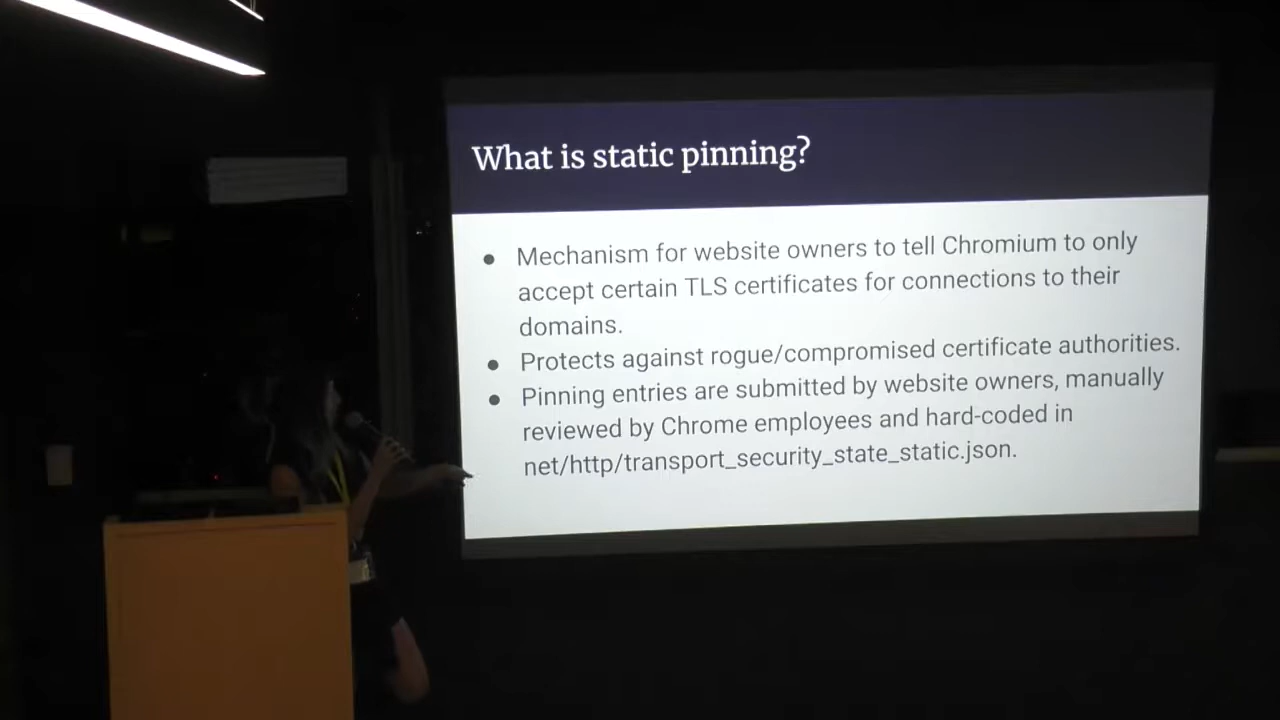 What is static pinning?
● Mechanism for website owners to tell Chromium to only
accept certain TLS certificates for connections to their
domains.
● Protects against rogue/compromised certificate authorities.
● Pinning entries are submitted by website owners, manually
reviewed by Chrome employees and hard-coded in
net/http/transport_security_state_static.json.